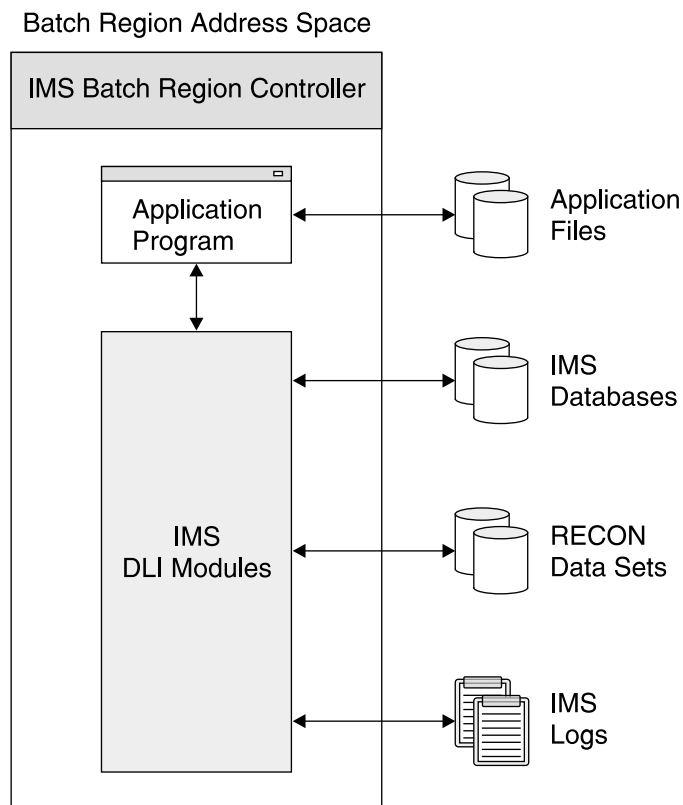 Batch Region Address Space
IMS Batch Region Controller
Application
Program
Application
Files
IMS
Databases
IMS
DLI Modules
RECON
Data Sets
IMS
Logs